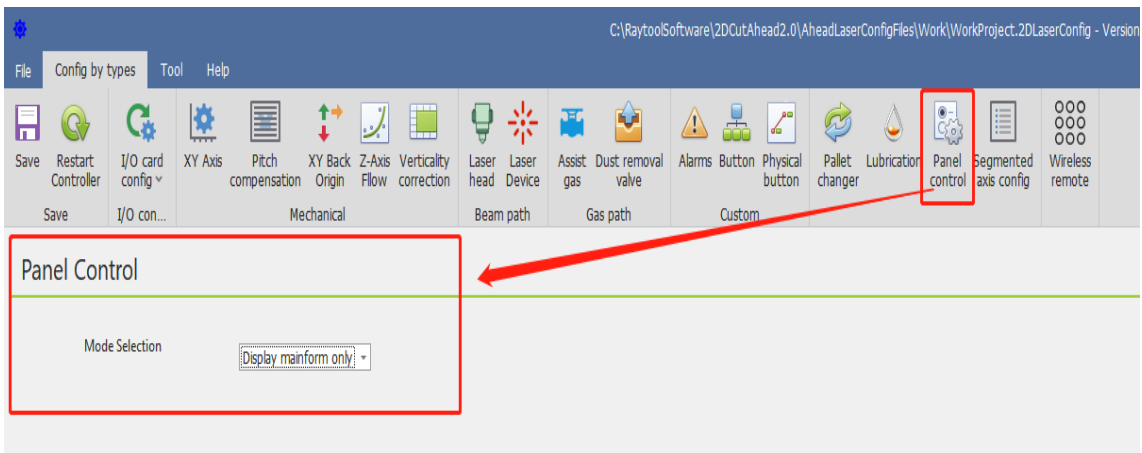 C:\RaytoolSoftware\2DCutAhead2.0\AheadLaserConfigFiles\Work\WorkProject.2DLaserConfig - Version
File Config by types Tool Help
Save Restart I/O card XY Axis Pitch XY Back Z-Axis Verticality Laser Laser Assist Dust removal Alarms Button Physical Pallet Lubrication Panel Segmented Wireless
Controller config compensation Origin Flow correction head Device gas valve button changer control axis config remote
Save I/O con... Mechanical Beam path Gas path Custom
Panel Control
Mode Selection
Display mainform only